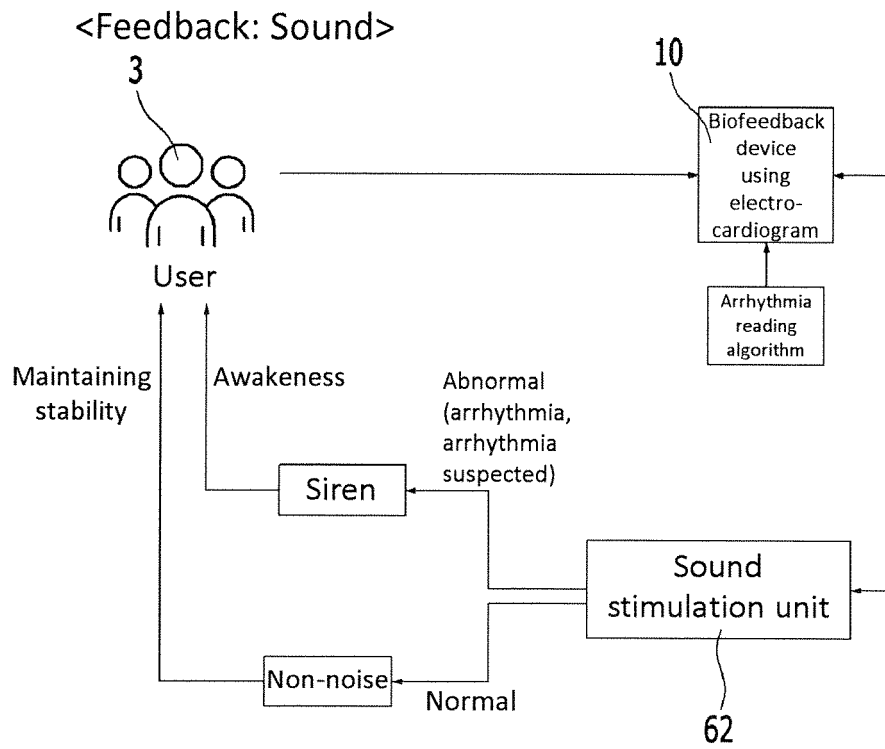 <Feedback: Sound>
3
10
Biofeedback
device
using
electro-
cardiogram
User
Arrhythmia
reading
algorithm
Maintaining
stability
Awakeness
Abnormal
(arrhythmia,
arrhythmia
suspected)
Siren
Sound
stimulation unit
Non-noise
Normal
62